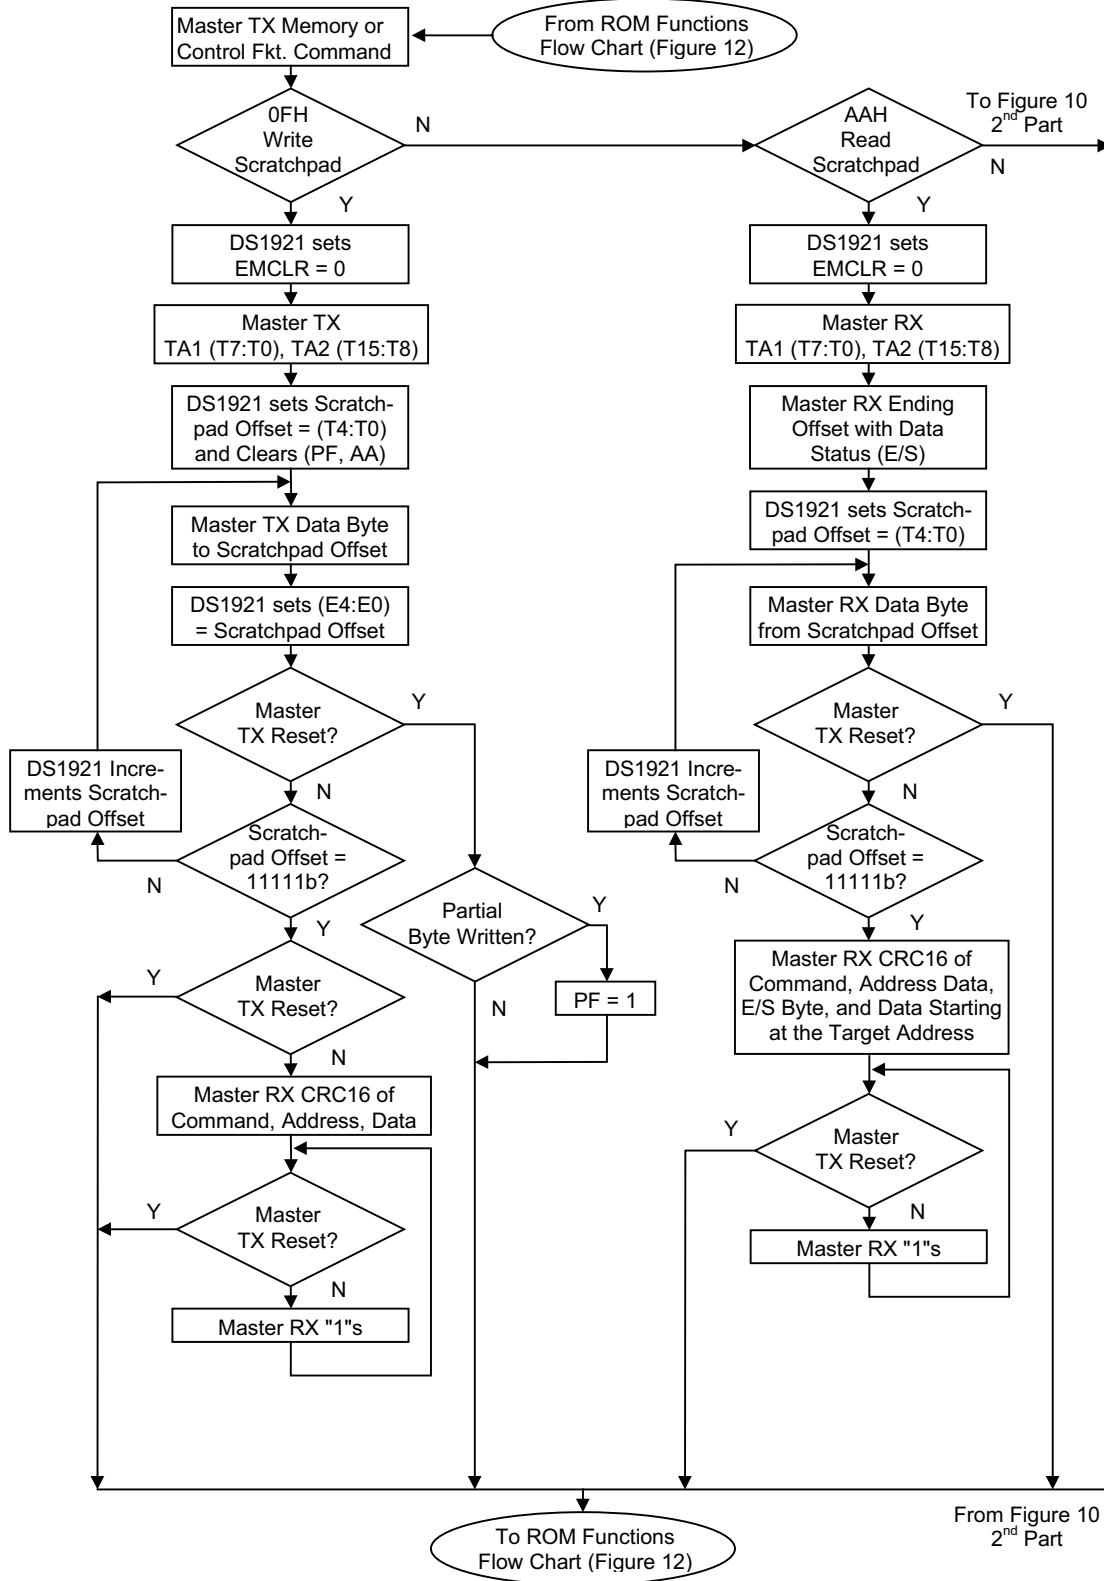 Master TX Memory or
Control Fkt. Command
From ROM Functions
Flow Chart (Figure 12)
0FH
Write
Scratchpad
N
Y
AAH
Read
Scratchpad
To Figure 10
2nd Part
N
Y
DS1921 sets
EMCLR = 0
Master TX
TA1 (T7:T0), TA2 (T15:T8)
DS1921 sets Scratch-
pad Offset = (T4:T0)
and Clears (PF, AA)
Master TX Data Byte
to Scratchpad Offset
DS1921 sets (E4:E0)
= Scratchpad Offset
Master
TX Reset?
Y
N
DS1921 Incre-
ments Scratch-
pad Offset
Scratch-
pad Offset =
11111b?
N
Y
Partial
Byte Written?
Y
N
PF = 1
Master
TX Reset?
Y
N
Master RX CRC16 of
Command, Address, Data
Master
TX Reset?
Y
N
Master RX "1"s
DS1921 sets
EMCLR = 0
Master RX
TA1 (T7:T0), TA2 (T15:T8)
Master RX Ending
Offset with Data
Status (E/S)
DS1921 sets Scratch-
pad Offset = (T4:T0)
Master RX Data Byte
from Scratchpad Offset
Master
TX Reset?
Y
N
DS1921 Incre-
ments Scratch-
pad Offset
Scratch-
pad Offset =
11111b?
N
Y
Master RX CRC16 of
Command, Address Data,
E/S Byte, and Data Starting
at the Target Address
Master
TX Reset?
Y
N
Master RX "1"s
From Figure 10
2nd Part
To ROM Functions
Flow Chart (Figure 12)